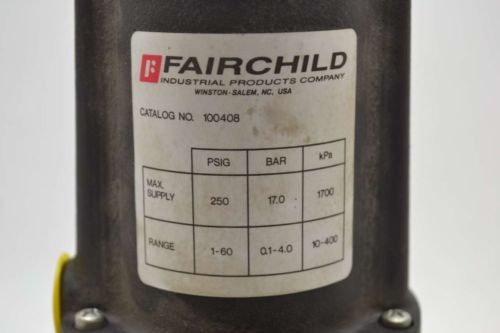 FAIRCHILD
INDUSTRIAL PRODUCTS COMPANY
WINSTON-SALEM, NC, USA
CATALOG NO. 100408
PSIG BAR kPa
MAX. SUPPLY 250 17.0 1700
RANGE 1-60 0.1-4.0 10-400